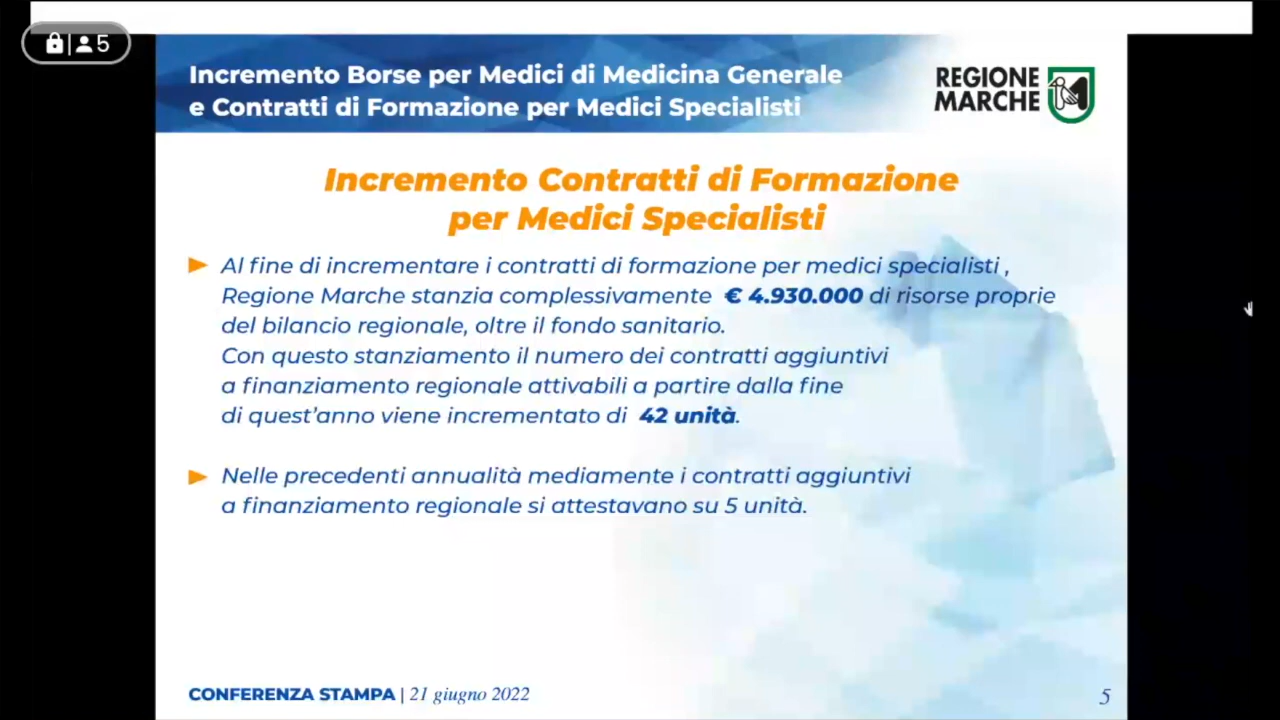 5
Incremento Borse per Medici di Medicina Generale
e Contratti di Formazione per Medici Specialisti
REGIONE
MARCHE
Incremento Contratti di Formazione
per Medici Specialisti
Al fine di incrementare i contratti di formazione per medici specialisti ,
Regione Marche stanzia complessivamente € 4.930.000 di risorse proprie
del bilancio regionale, oltre il fondo sanitario.
Con questo stanziamento il numero dei contratti aggiuntivi
a finanziamento regionale attivabili a partire dalla fine
di quest'anno viene incrementato di 42 unità.
Nelle precedenti annualità mediamente i contratti aggiuntivi
a finanziamento regionale si attestavano su 5 unità.
CONFERENZA STAMPA | 21 giugno 2022
5